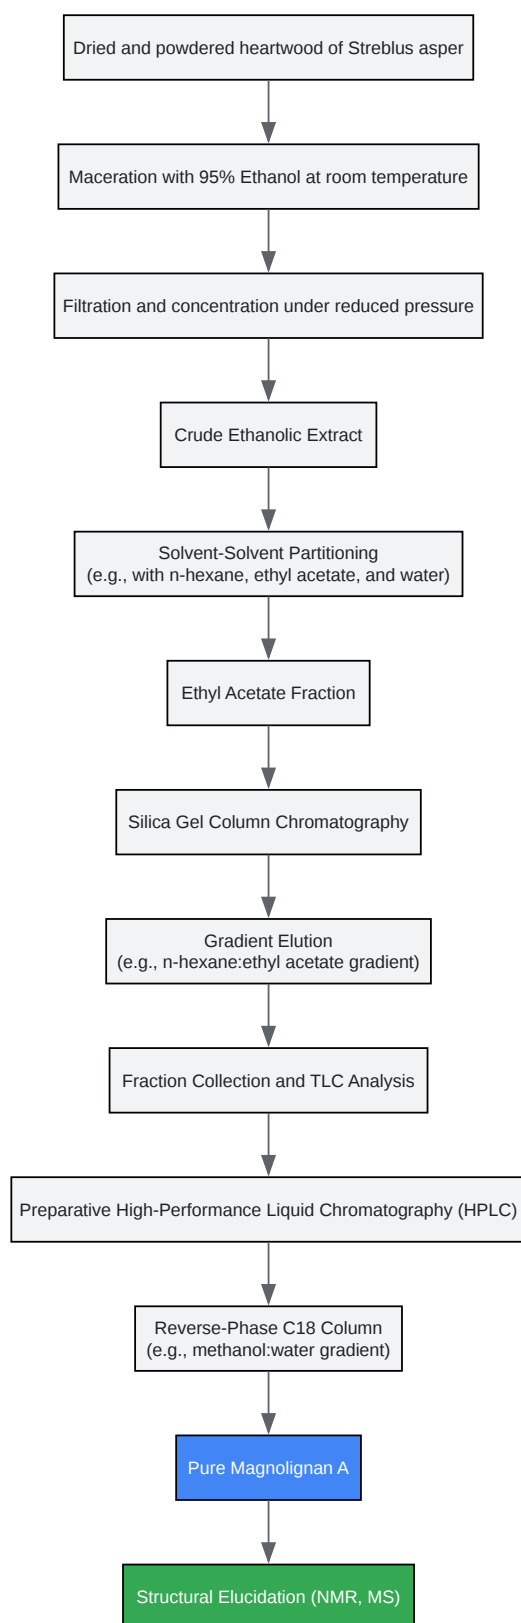 Dried and powdered heartwood of Streblus asper
Maceration with 95% Ethanol at room temperature
Filtration and concentration under reduced pressure
Crude Ethanolic Extract
Solvent-Solvent Partitioning
(e.g., with n-hexane, ethyl acetate, and water)
Ethyl Acetate Fraction
Silica Gel Column Chromatography
Gradient Elution
(e.g., n-hexane:ethyl acetate gradient)
Fraction Collection and TLC Analysis
Preparative High-Performance Liquid Chromatography (HPLC)
Reverse-Phase C18 Column
(e.g., methanol:water gradient)
Pure Magnolignan A
Structural Elucidation (NMR, MS)